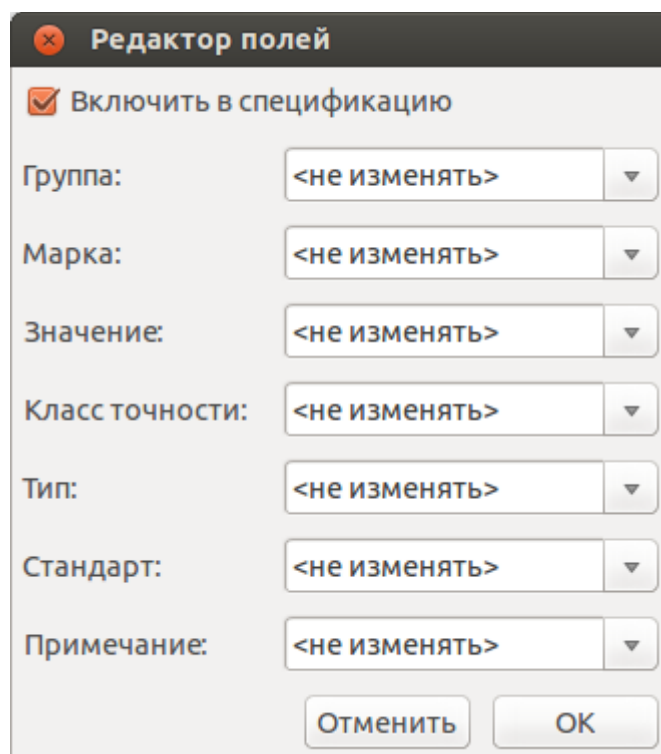 Редактор полей
Включить в спецификацию
Группа: <не изменять>
Марка: <не изменять>
Значение: <не изменять>
Класс точности: <не изменять>
Тип: <не изменять>
Стандарт: <не изменять>
Примечание: <не изменять>
Отменить OK